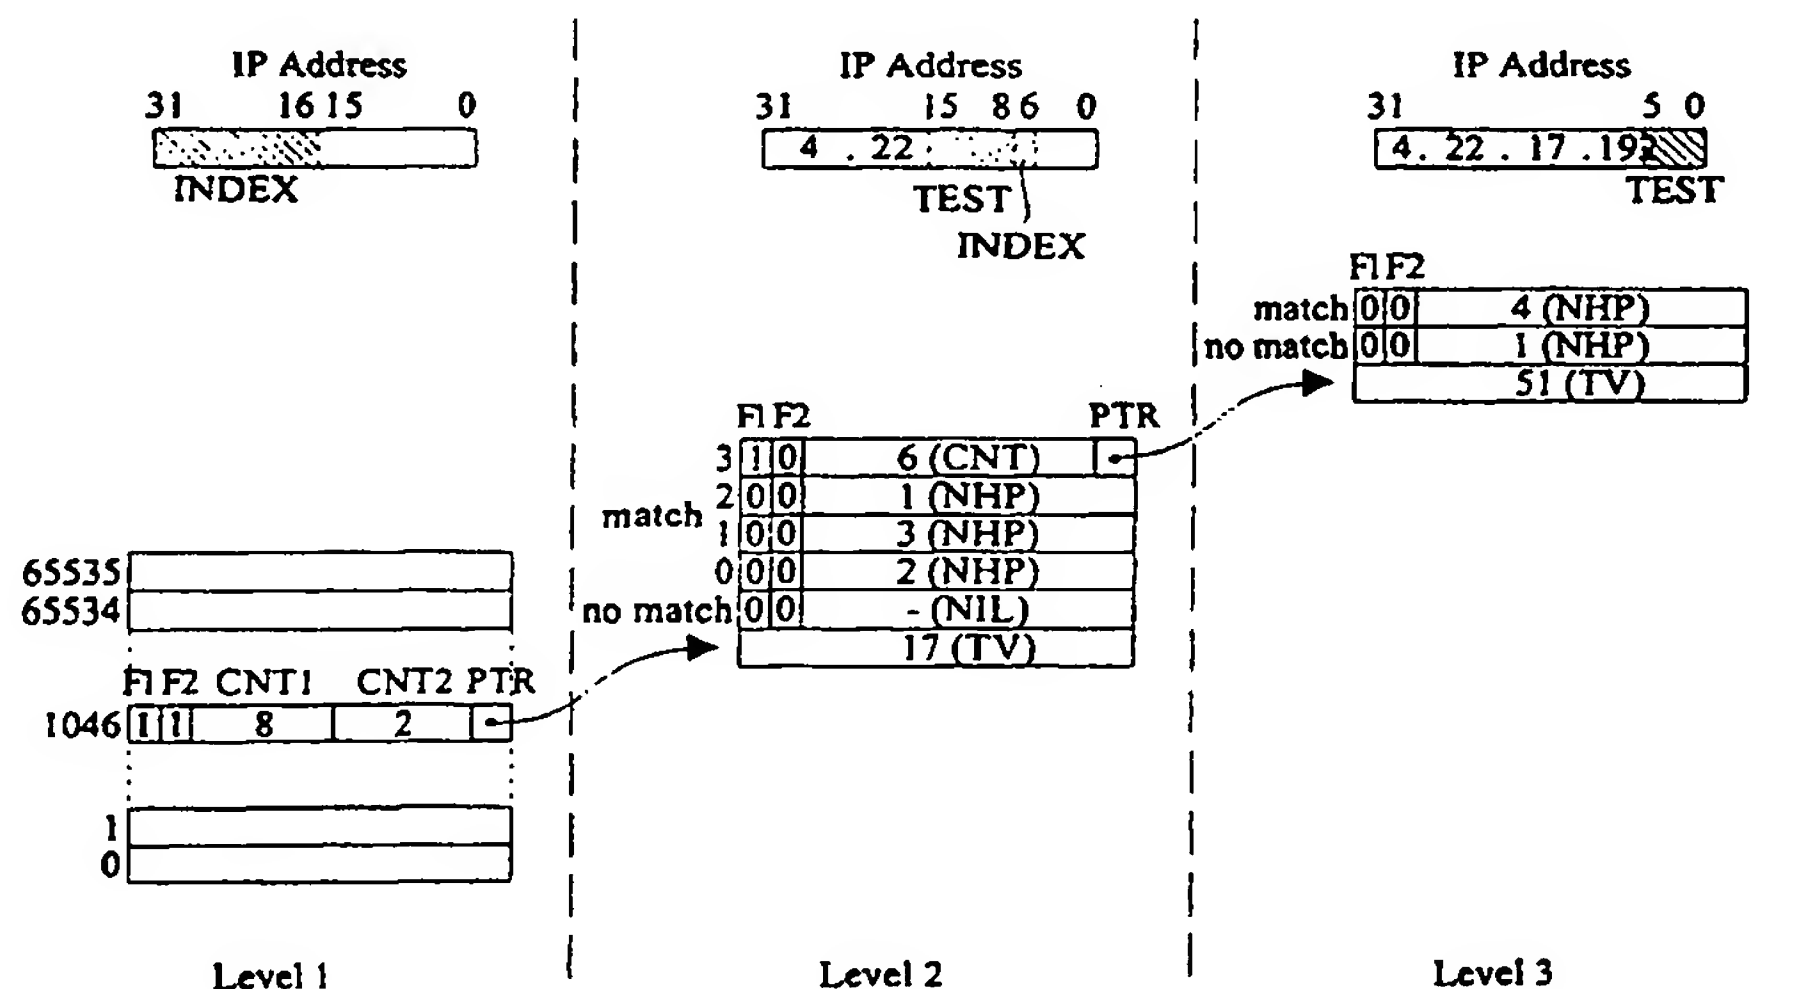 IP Address
31 16 15 0
INDEX
65535
65534
F1 F2 CNT1 CNT2 PTR
1046 1 1 8 2
1
0
Level 1
IP Address
31 15 8 6 0
4 . 22
TEST
INDEX
F1 F2 PTR
3 1 0 6 (CNT)
2 0 0 1 (NHP)
match
1 0 0 3 (NHP)
0 0 0 2 (NHP)
no match 0 0 - (NIL)
17 (TV)
Level 2
IP Address
31 5 0
4 . 22 . 17 . 192
TEST
F1 F2
match 0 0 4 (NHP)
no match 0 0 1 (NHP)
51 (TV)
Level 3